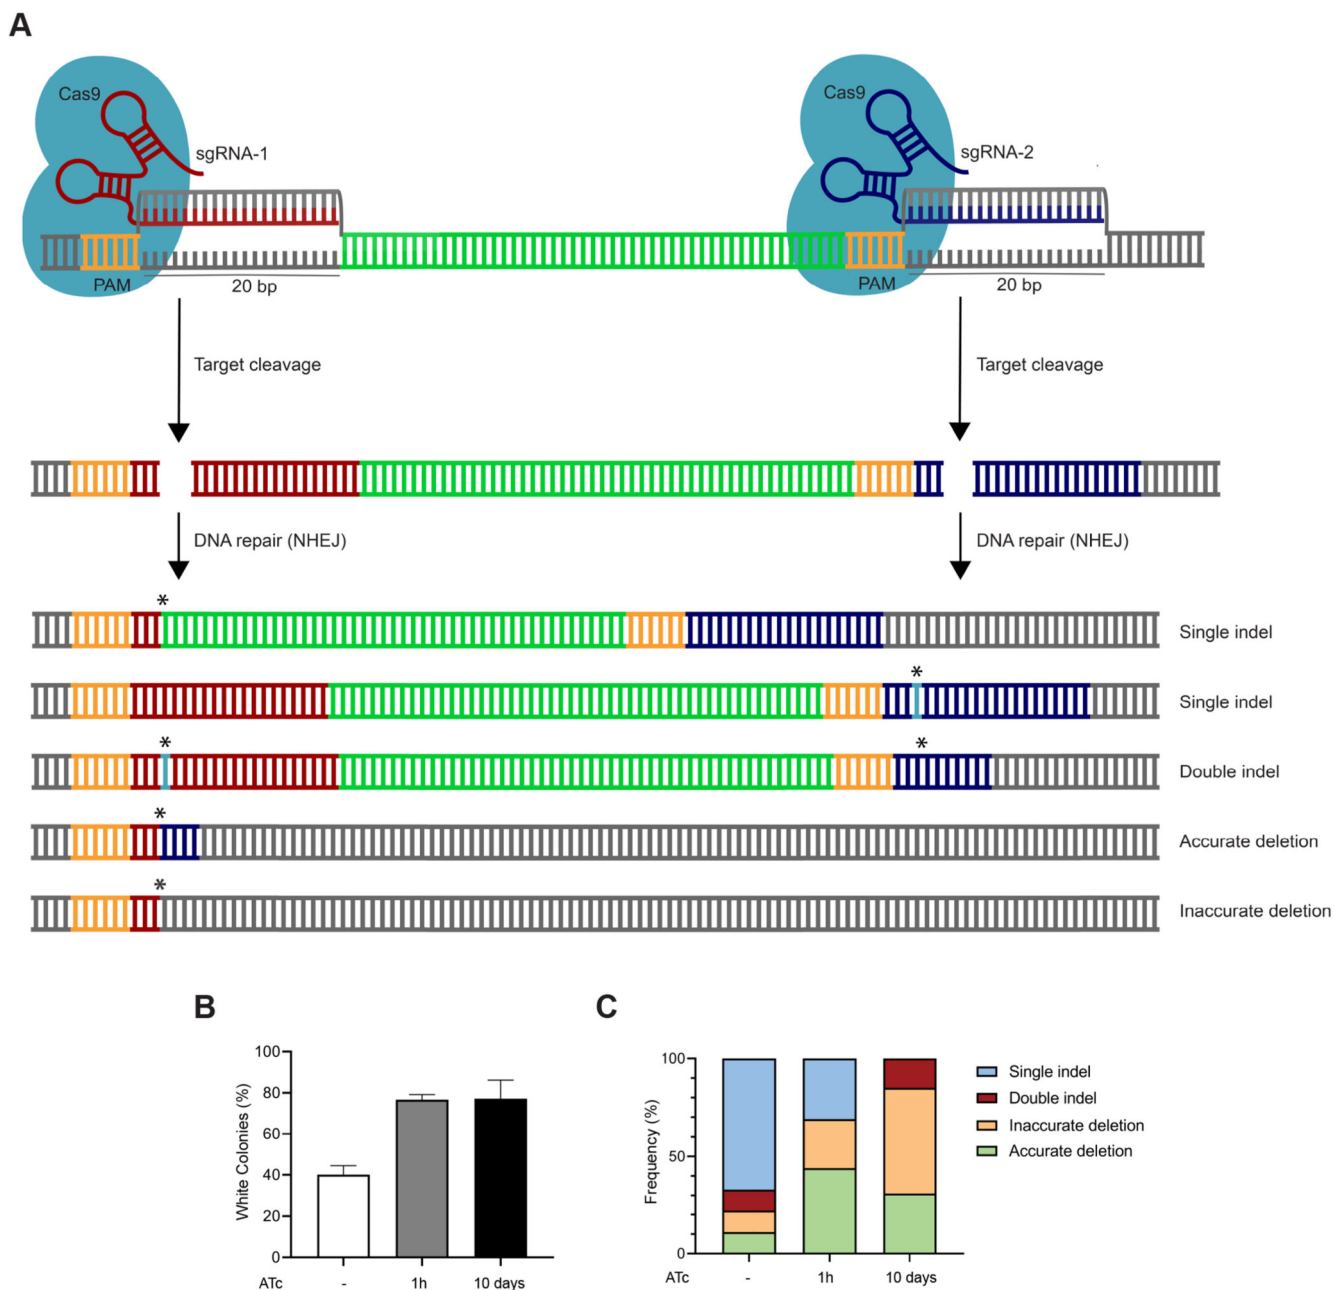 A
Cas9
sgRNA-1
PAM
20 bp
Cas9
sgRNA-2
PAM
20 bp
Target cleavage
Target cleavage
DNA repair (NHEJ)
DNA repair (NHEJ)
*
Single indel
*
Single indel
* *
Double indel
*
Accurate deletion
*
Inaccurate deletion
B
White Colonies (%)
100
80
60
40
20
0
ATc - 1h 10 days
C
Frequency (%)
100
50
0
ATc - 1h 10 days
Single indel
Double indel
Inaccurate deletion
Accurate deletion